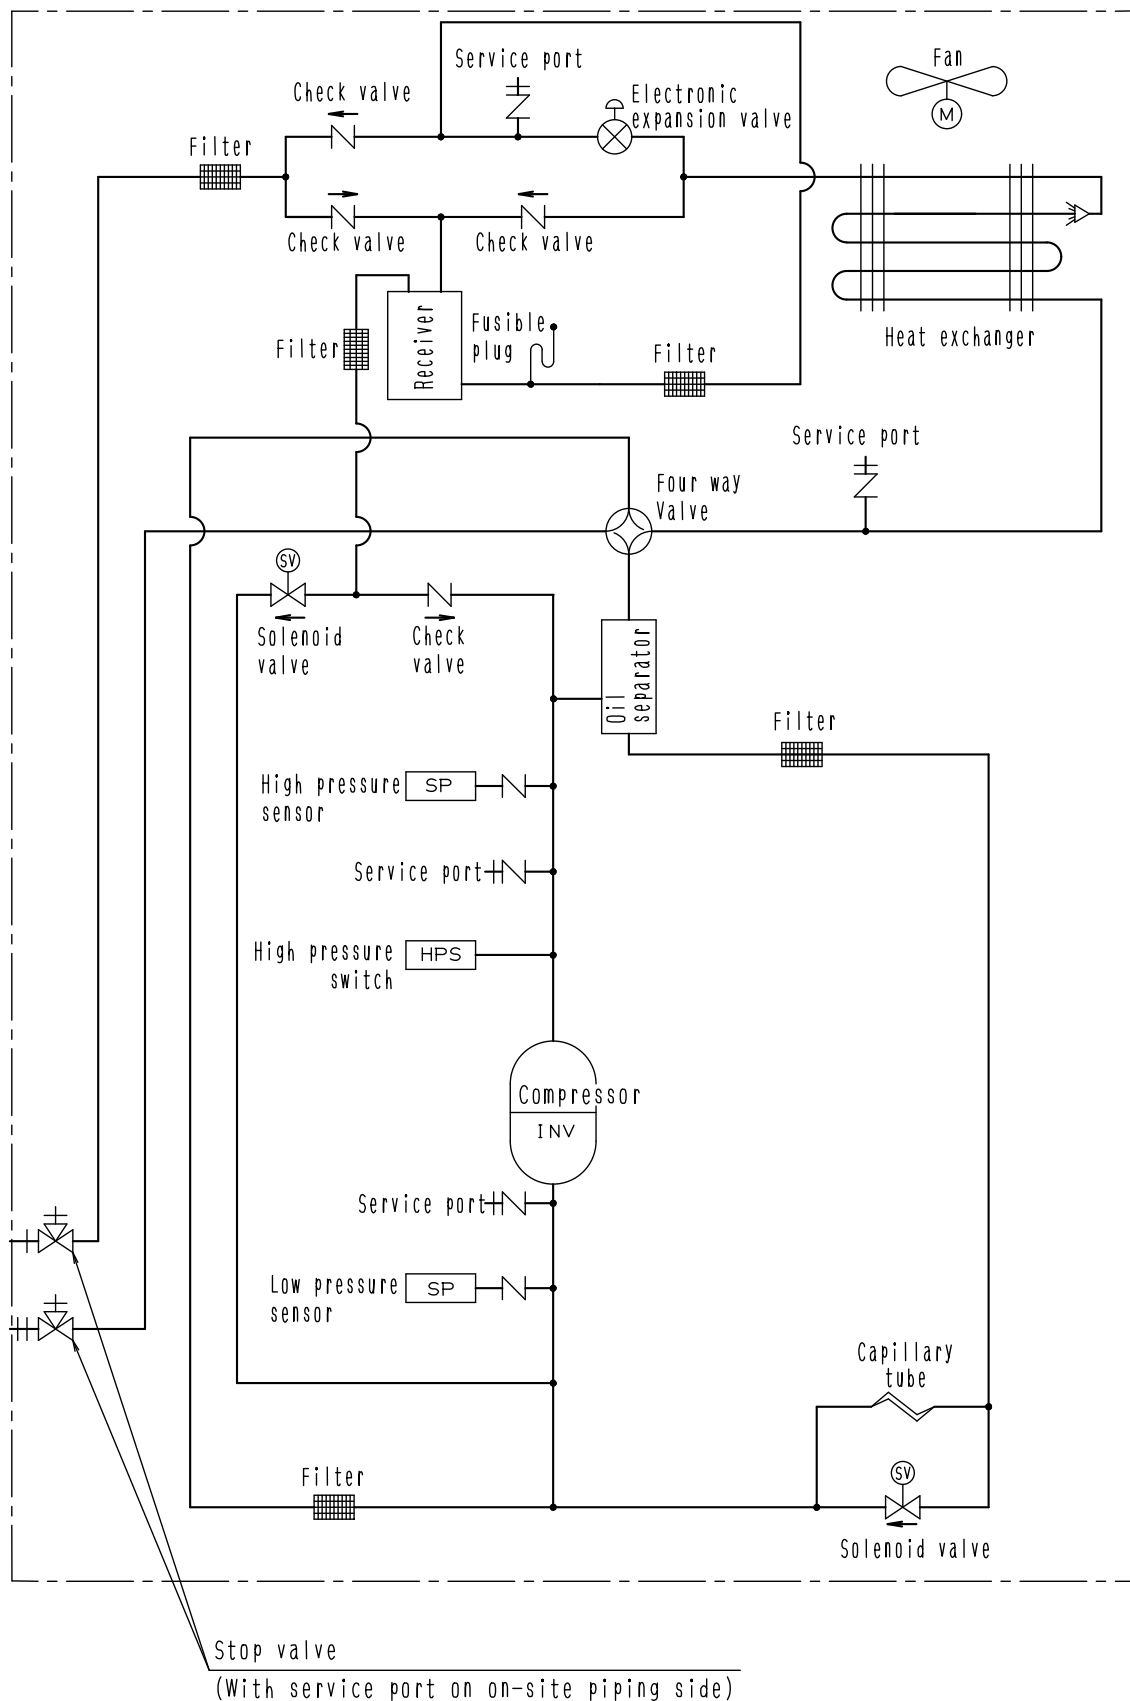 Fan
Service port
Check valve
Electronic
expansion valve
M
Filter
Check valve
Check valve
Heat exchanger
Receiver
Fusible
plug
Filter
Filter
Service port
Four way
Valve
SV
Solenoid
valve
Check
valve
Oil
separator
Filter
High pressure
sensor
SP
Service port
High pressure
switch
HPS
Compressor
INV
Service port
Low pressure
sensor
SP
Capillary
tube
Filter
SV
Solenoid valve
Stop valve
(With service port on on-site piping side)